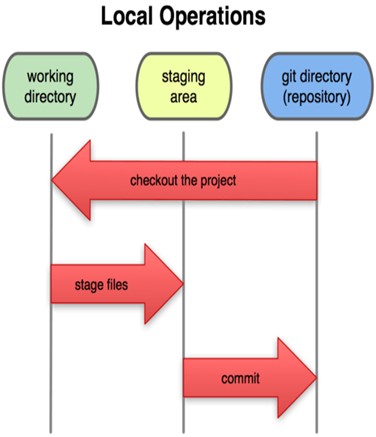 Local Operations
working
directory
staging
area
git directory
(repository)
checkout the project
stage files
commit